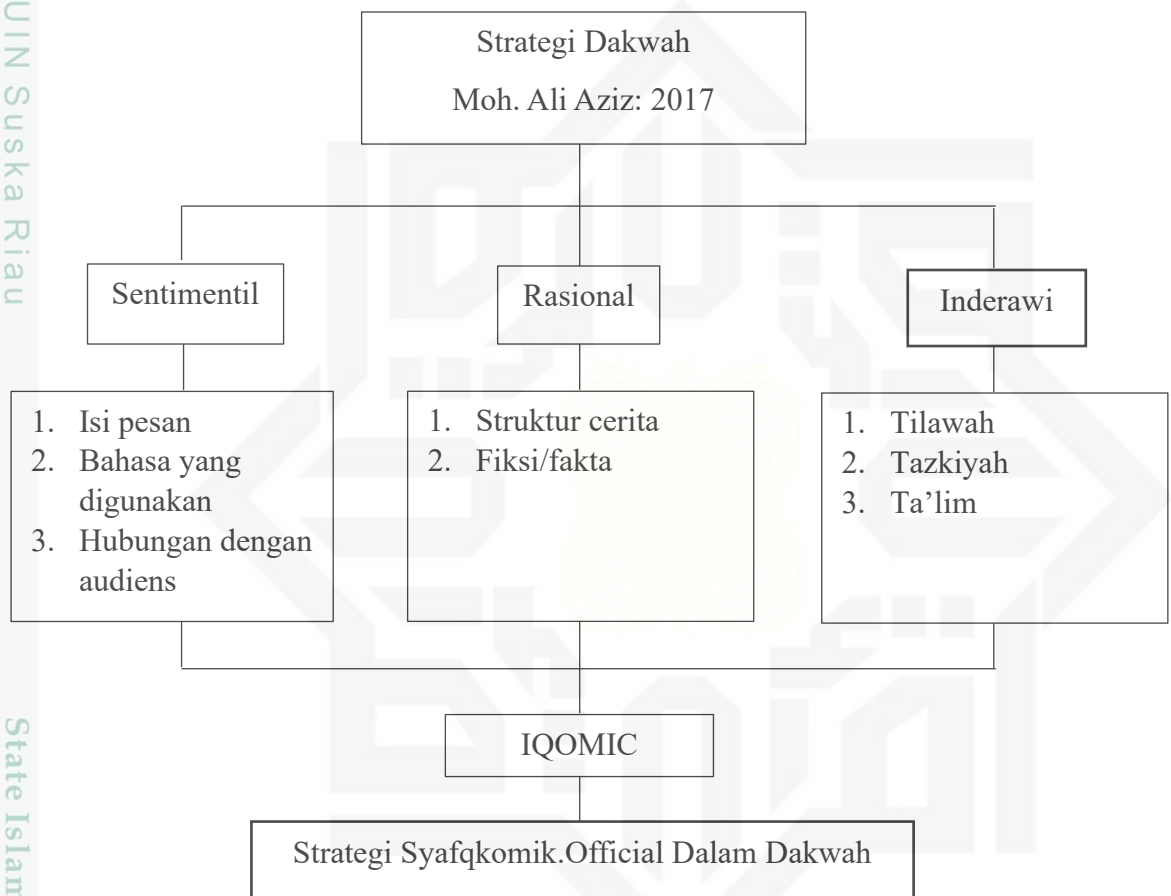 UIN Suska Riau
State Islam
Strategi Dakwah
Moh. Ali Aziz: 2017
Sentimentil
Rasional
Inderawi
1. Isi pesan
2. Bahasa yang
digunakan
3. Hubungan dengan
audiens
1. Struktur cerita
2. Fiksi/fakta
1. Tilawah
2. Tazkiyah
3. Ta’lim
IQOMIC
Strategi Syafqkomik.Official Dalam Dakwah